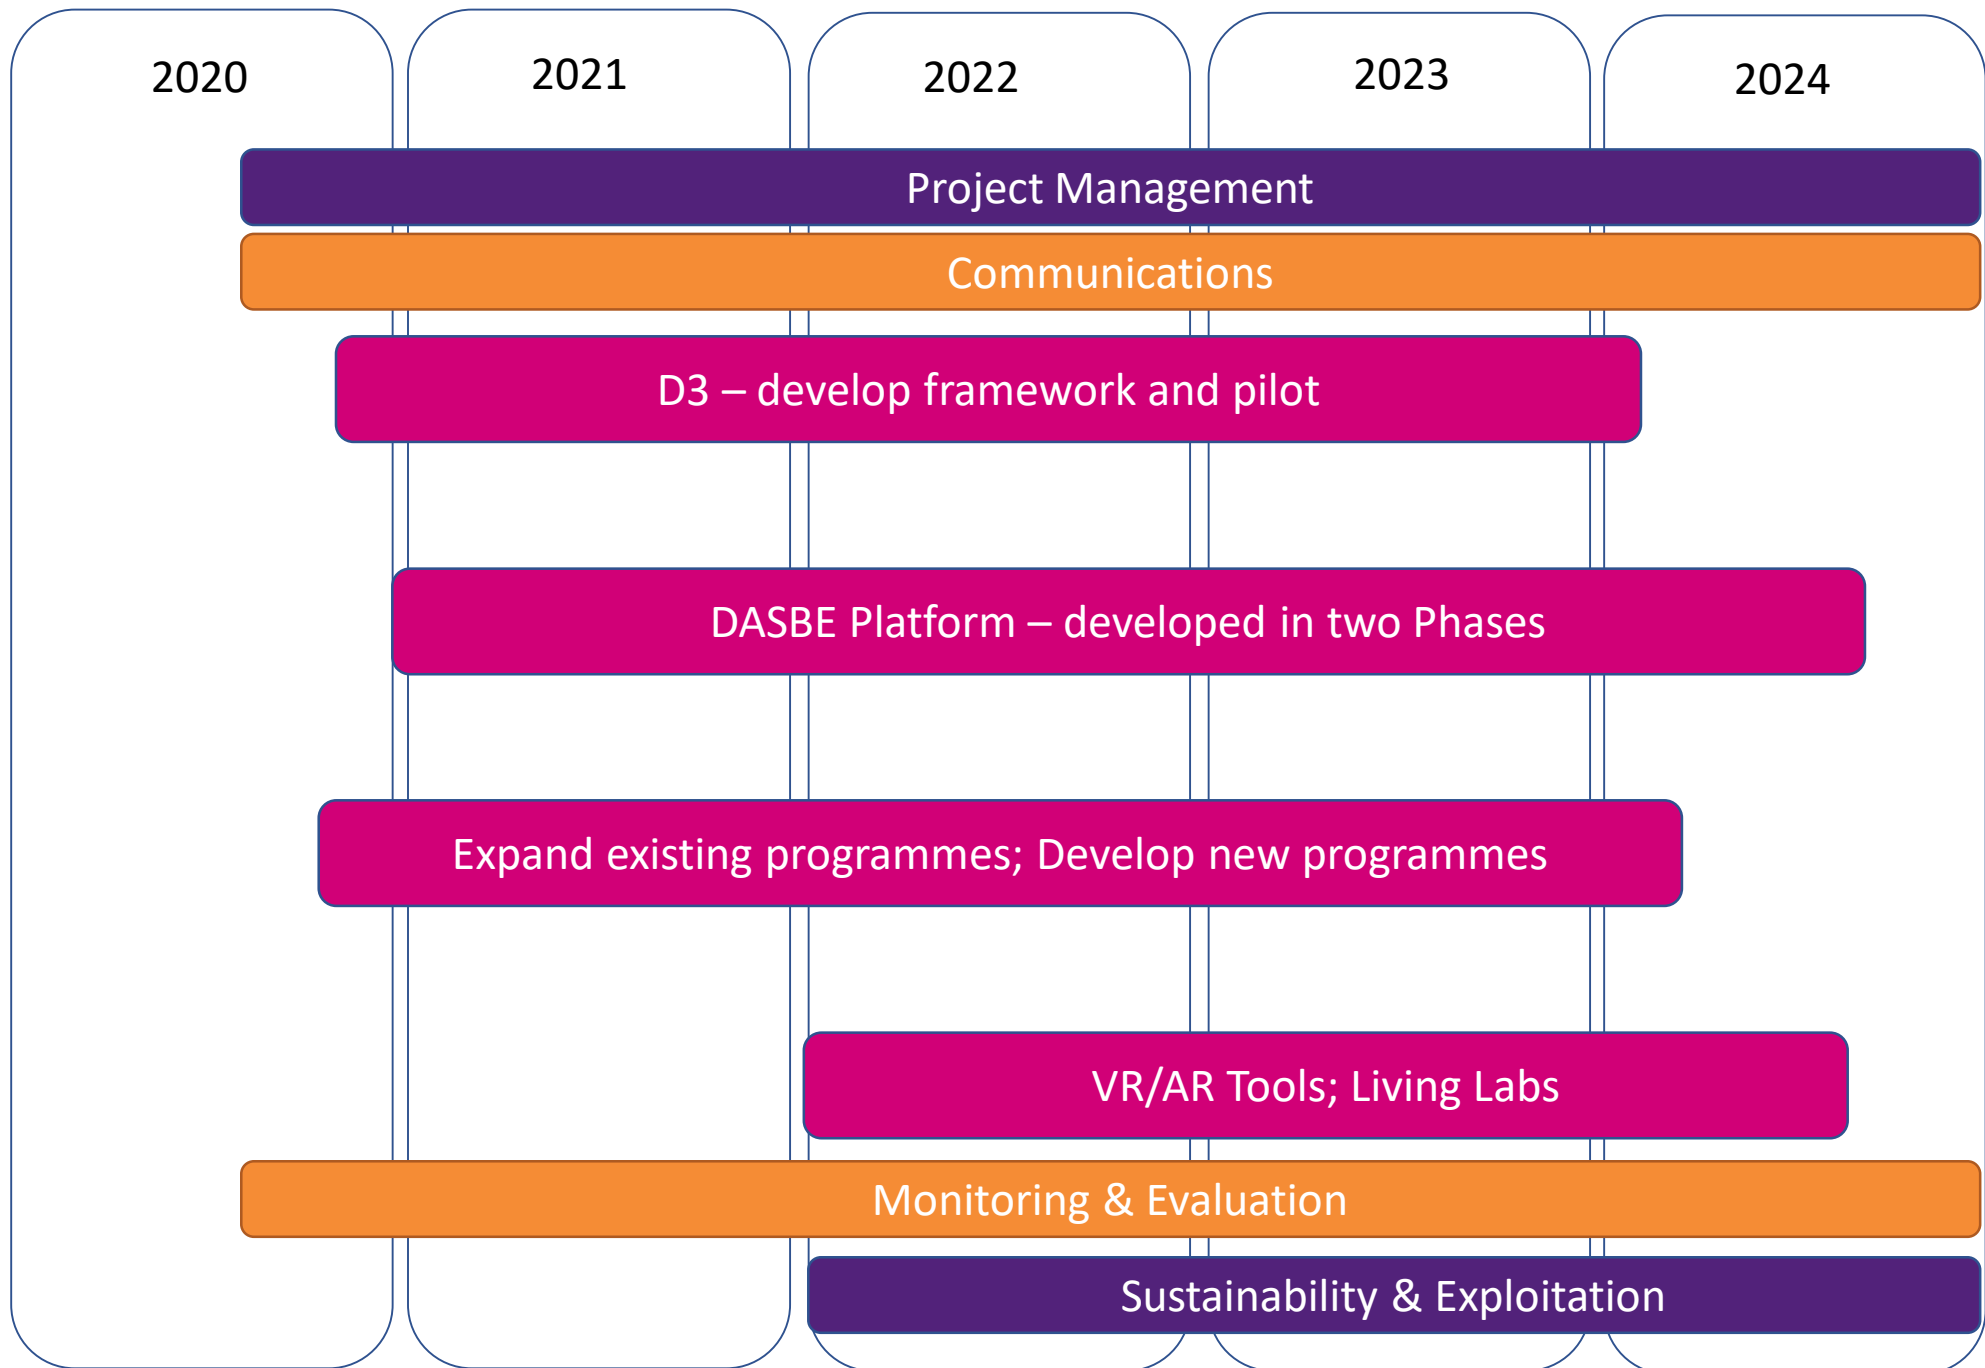 2020
2021
2022
2023
2024
Project Management
Communications
D3 – develop framework and pilot
DASBE Platform – developed in two Phases
Expand existing programmes; Develop new programmes
VR/AR Tools; Living Labs
Monitoring & Evaluation
Sustainability & Exploitation